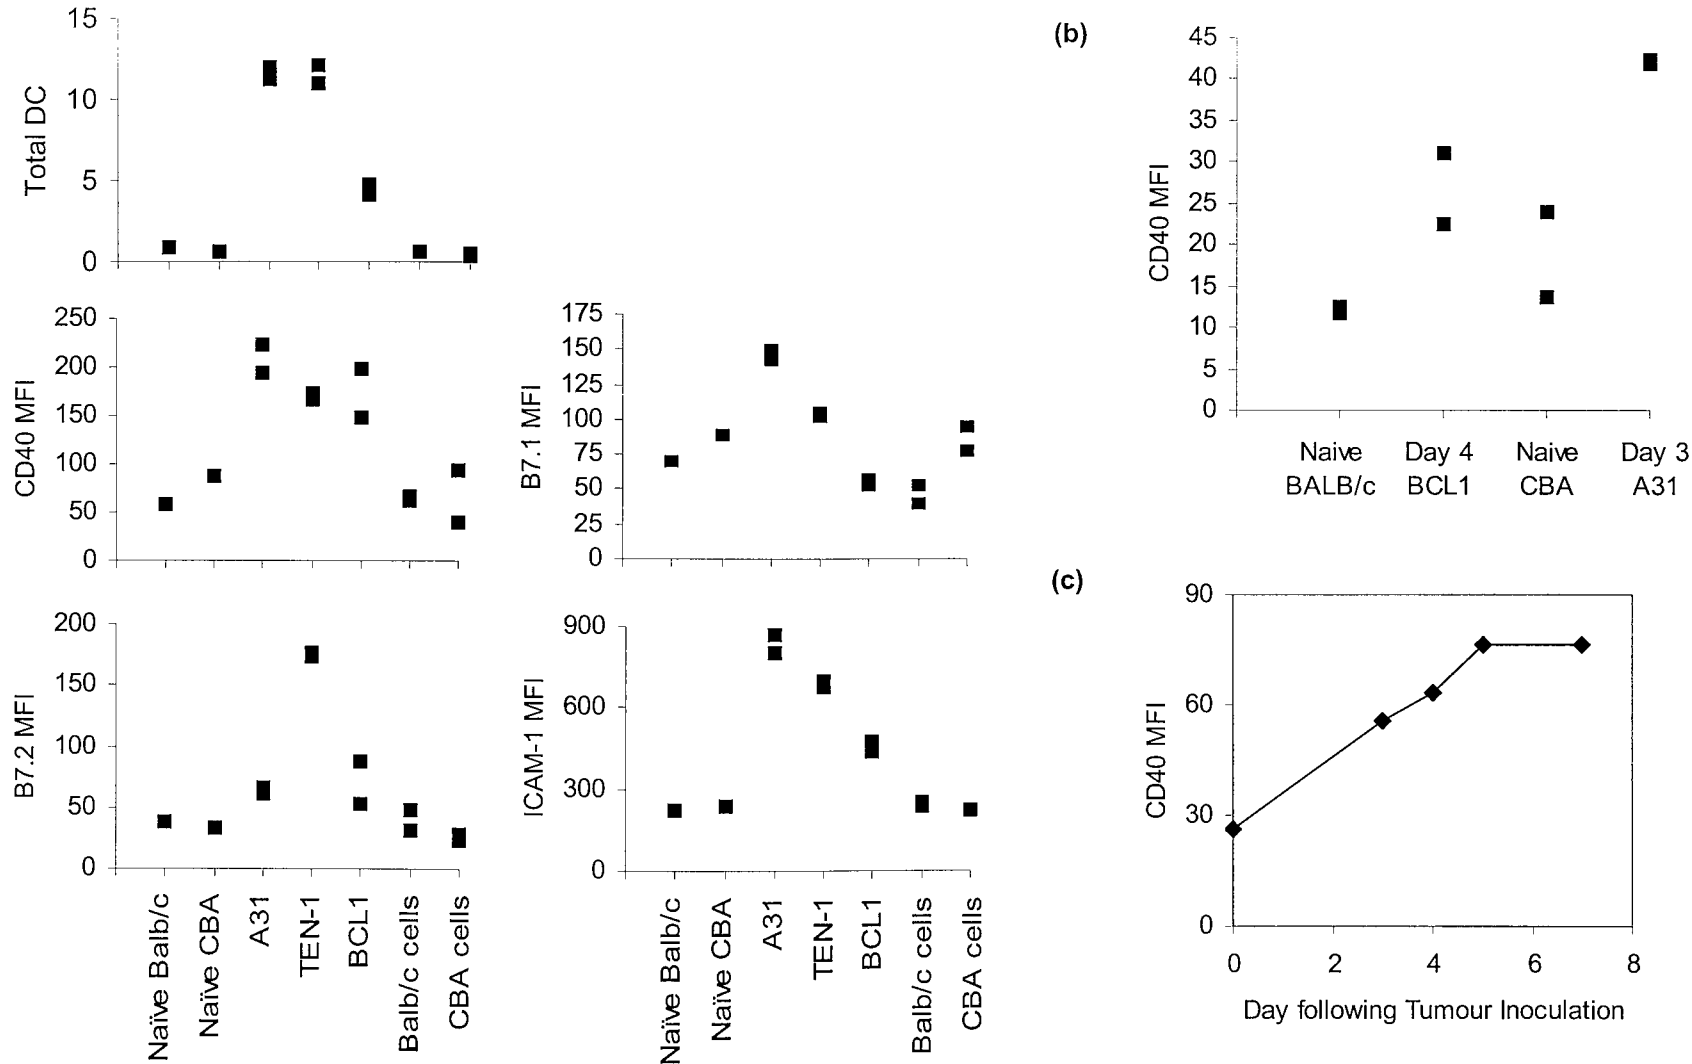 15
10
5
0
Total DC
250
200
150
100
50
0
CD40 MFI
175
150
125
100
75
50
25
0
B7.1 MFI
200
150
100
50
0
B7.2 MFI
Naïve Balb/c
Naïve CBA
A31
TEN-1
BCL1
Balb/c cells
CBA cells
900
600
300
0
ICAM-1 MFI
Naïve Balb/c
Naïve CBA
A31
TEN-1
BCL1
Balb/c cells
CBA cells
(b)
45
40
35
30
25
20
15
10
5
0
CD40 MFI
Naive
BALB/c
Day 4
BCL1
Naive
CBA
Day 3
A31
(c)
90
60
30
0
CD40 MFI
0 2 4 6 8
Day following Tumour Inoculation